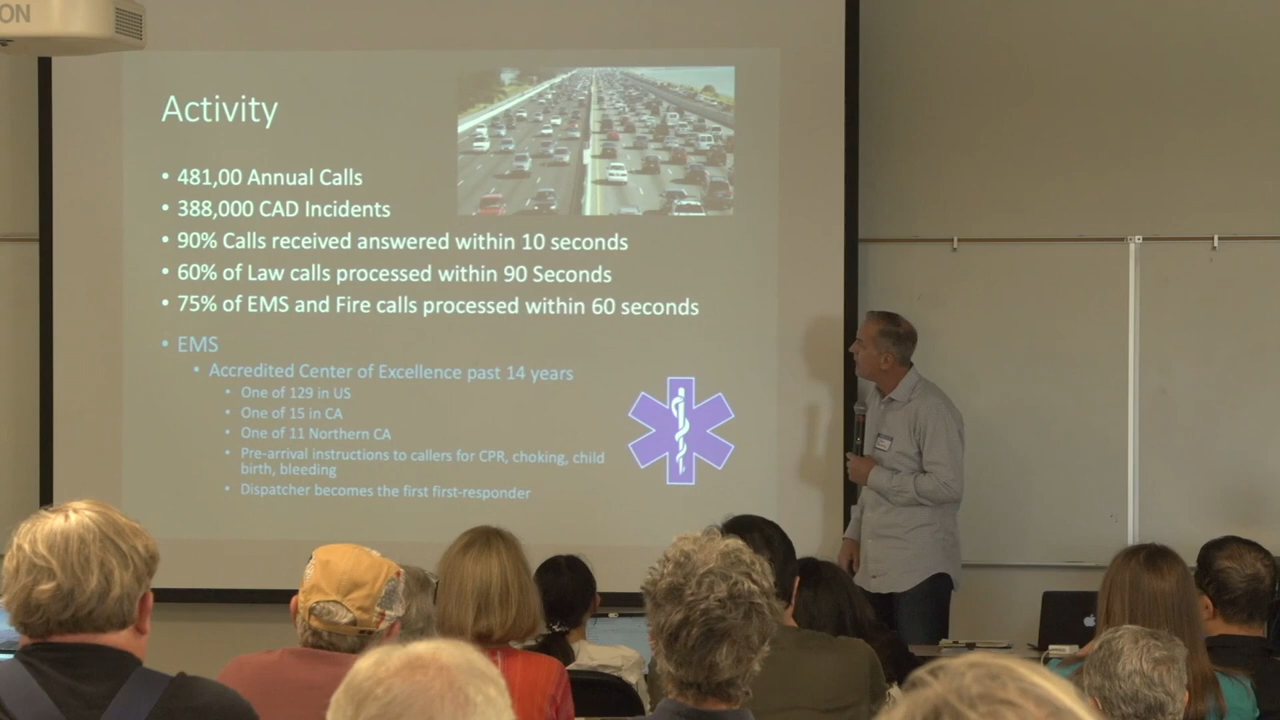 ON
Activity
• 481,00 Annual Calls
• 388,000 CAD Incidents
• 90% Calls received answered within 10 seconds
• 60% of Law calls processed within 90 Seconds
• 75% of EMS and Fire calls processed within 60 seconds
• EMS
• Accredited Center of Excellence past 14 years
• One of 129 in US
• One of 15 in CA
• One of 11 Northern CA
• Pre-arrival instructions to callers for CPR, choking, child
birth, bleeding
• Dispatcher becomes the first first-responder